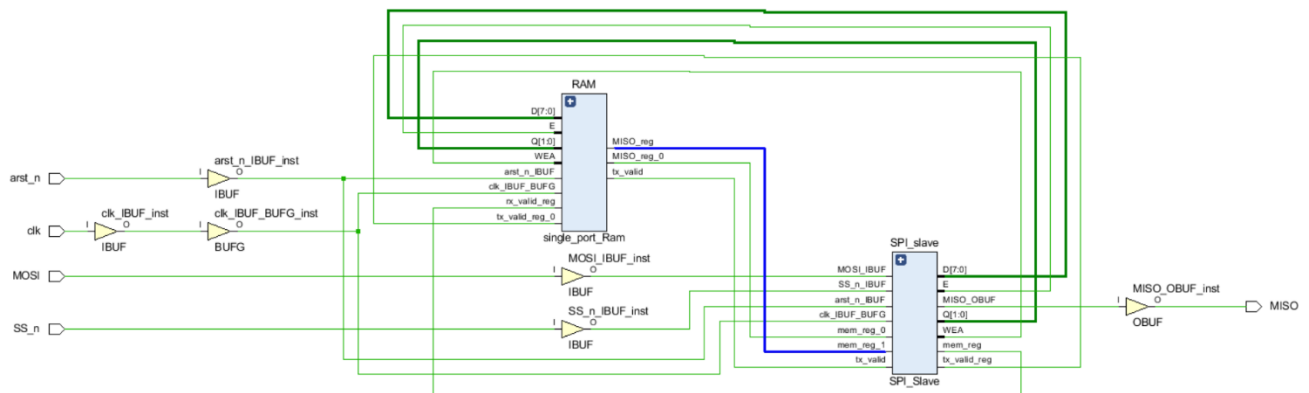 RAM
D[7:0]
E
Q[1:0]
WEA
arst_n_IBUF
clk_IBUF_BUFG
rx_valid_reg
tx_valid_reg_0
MISO_reg
MISO_reg_0
tx_valid
single_port_Ram
arst_n
I
arst_n_IBUF_inst
O
IBUF
clk
I
clk_IBUF_inst
O
IBUF
I
clk_IBUF_BUFG_inst
O
BUFG
MOSI
I
MOSI_IBUF_inst
O
IBUF
SS_n
I
SS_n_IBUF_inst
O
IBUF
SPI_slave
MOSI_IBUF
SS_n_IBUF
arst_n_IBUF
clk_IBUF_BUFG
mem_reg_0
mem_reg_1
tx_valid
D[7:0]
E
MISO_OBUF
Q[1:0]
WEA
mem_reg
tx_valid_reg
SPI_Slave
I
MISO_OBUF_inst
O
OBUF
MISO